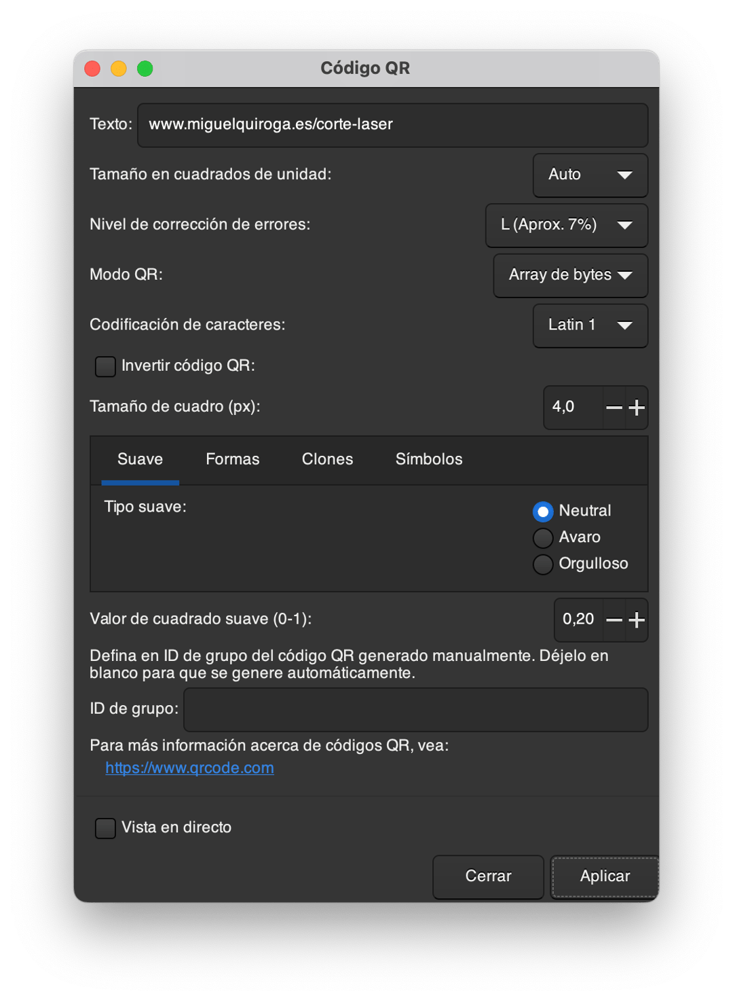 Código QR
Texto: www.miguelquiroga.es/corte-laser
Tamaño en cuadrados de unidad: Auto
Nivel de corrección de errores: L (Aprox. 7%)
Modo QR: Array de bytes
Codificación de caracteres: Latin 1
Invertir código QR:
Tamaño de cuadro (px): 4,0
Suave Formas Clones Símbolos
Tipo suave: Neutral
Avaro
Orgulloso
Valor de cuadrado suave (0-1): 0,20
Defina en ID de grupo del código QR generado manualmente. Déjelo en
blanco para que se genere automáticamente.
ID de grupo:
Para más información acerca de códigos QR, vea:
https://www.qrcode.com
Vista en directo
Cerrar Aplicar